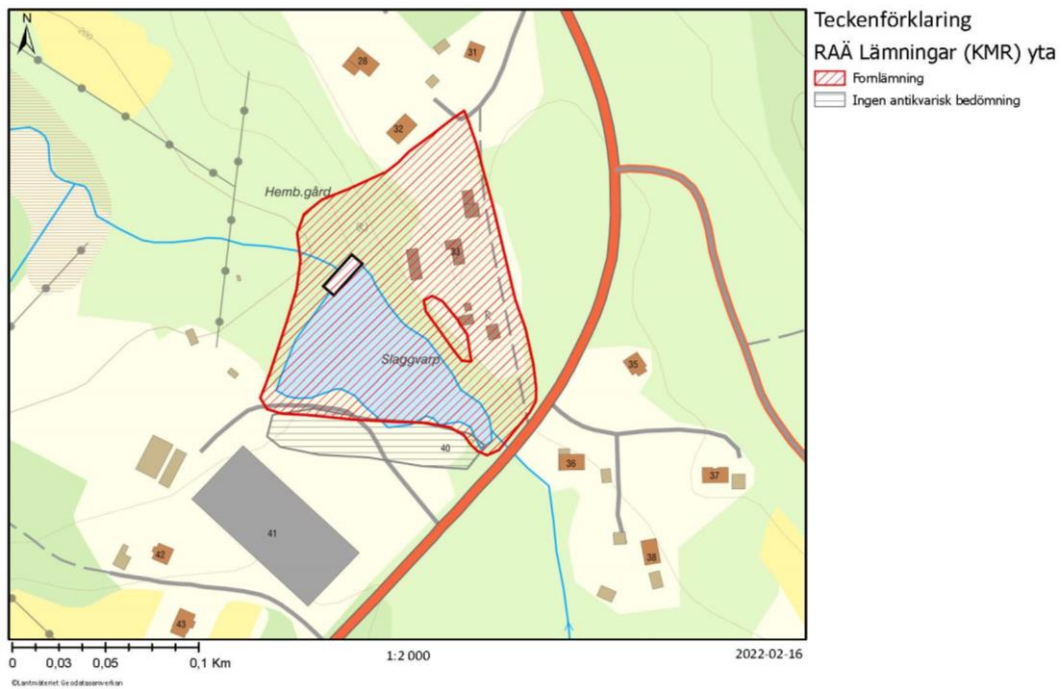 Teckenförklaring
RAÄ Lämningar (KMR) yta
Fornlämning
Ingen antikvarisk bedömning
N
200
28
31
32
Hemb.gård
33
R
Slaggvarp
35
40
36
37
41
42
38
43
0 0,03 0,05 0,1 Km
1:2 000
2022-02-16
©Lantmäteriet Geodatasamverkan